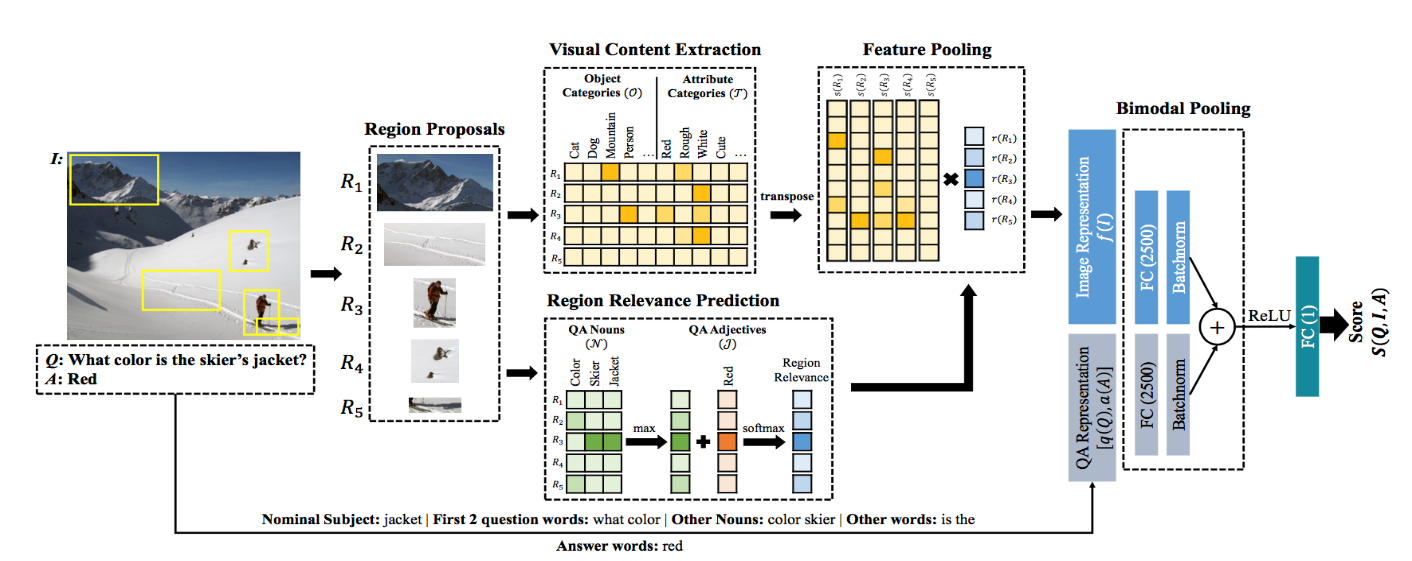 Visual Content Extraction
Feature Pooling
Bimodal Pooling
Region Proposals
I:
Object
Categories (𝒪)
Attribute
Categories (𝒯)
Cat
Dog
Mountain
Person
...
Red
Rough
White
Cute
...
R1
R2
R3
R4
R5
R1
R2
R3
R4
R5
transpose
s(R1)
s(R2)
s(R3)
s(R4)
s(R5)
×
r(R1)
r(R2)
r(R3)
r(R4)
r(R5)
Q: What color is the skier's jacket?
A: Red
Region Relevance Prediction
QA Nouns
(𝒩)
QA Adjectives
(𝒥)
Color
Skier
Jacket
Red
Region
Relevance
R1
R2
R3
R4
R5
max
+
softmax
Image Representation
f(I)
QA Representation
[q(Q), a(A)]
FC (2500)
Batchnorm
FC (2500)
Batchnorm
+
ReLU
FC (1)
Score
S(Q, I, A)
Nominal Subject: jacket | First 2 question words: what color | Other Nouns: color skier | Other words: is the
Answer words: red